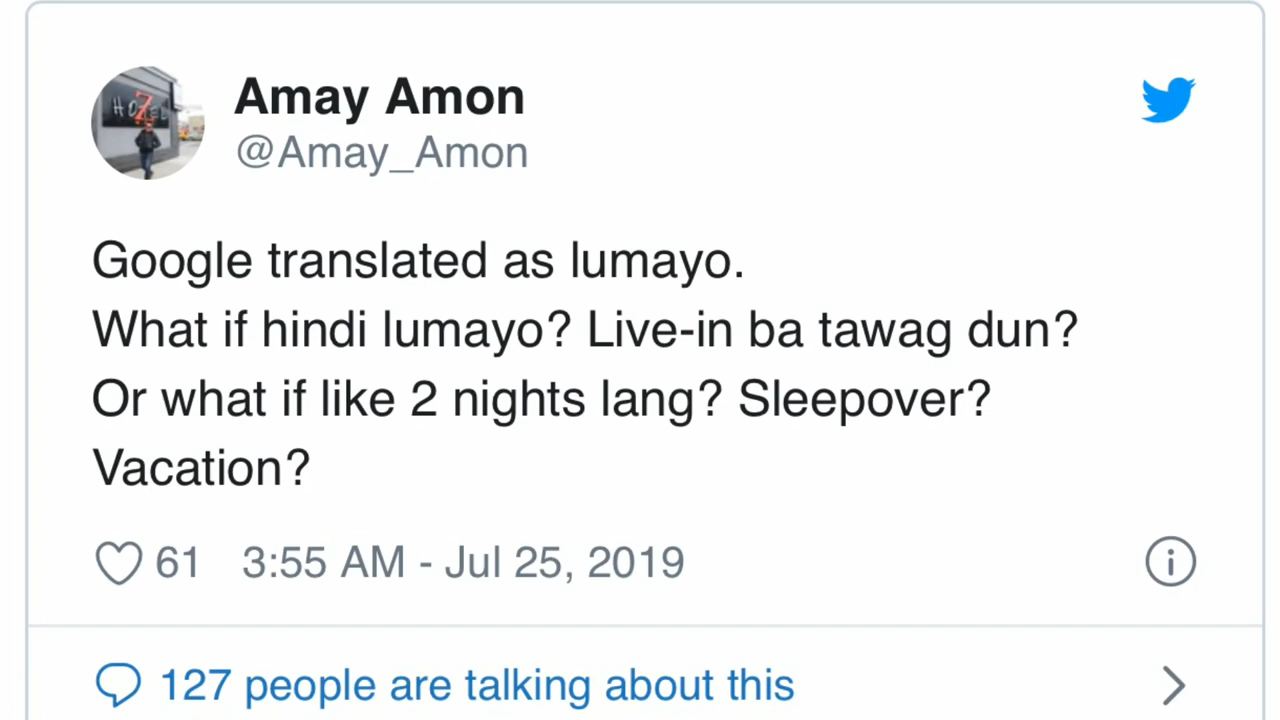 Amay Amon
@Amay_Amon
Google translated as lumayo.
What if hindi lumayo? Live-in ba tawag dun?
Or what if like 2 nights lang? Sleepover?
Vacation?
61 3:55 AM - Jul 25, 2019
127 people are talking about this